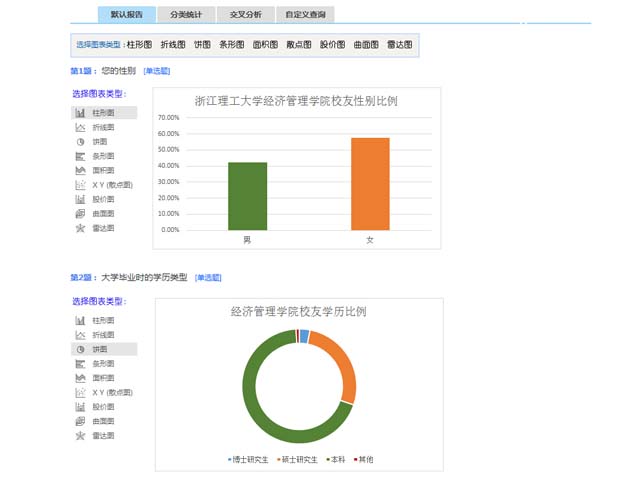 默认报告 分类统计 交叉分析 自定义查询
选择图表类型：柱形图 折线图 饼图 条形图 面积图 散点图 股价图 曲面图 雷达图
第1题： 您的性别 [单选题]
选择图表类型：
柱形图
折线图
饼图
条形图
面积图
X Y (散点图)
股价图
曲面图
雷达图
浙江理工大学经济管理学院校友性别比例
70.00%
60.00%
50.00%
40.00%
30.00%
20.00%
10.00%
0.00%
男 女
第2题： 大学毕业时的学历类型 [单选题]
选择图表类型：
柱形图
折线图
饼图
条形图
面积图
X Y (散点图)
股价图
曲面图
雷达图
经济管理学院校友学历比例
博士研究生 硕士研究生 本科 其他